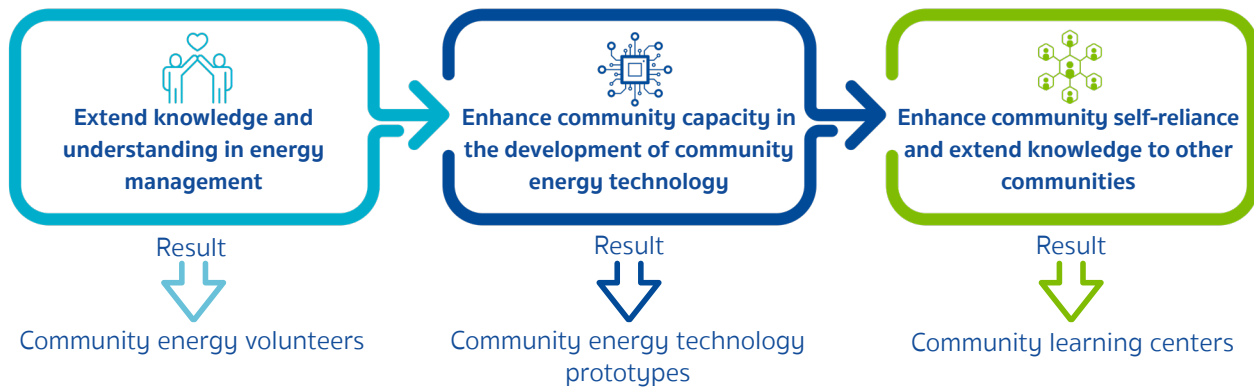 Extend knowledge and
understanding in energy
management
Enhance community capacity in
the development of community
energy technology
Enhance community self-reliance
and extend knowledge to other
communities
Result
Result
Result
Community energy volunteers
Community energy technology
prototypes
Community learning centers